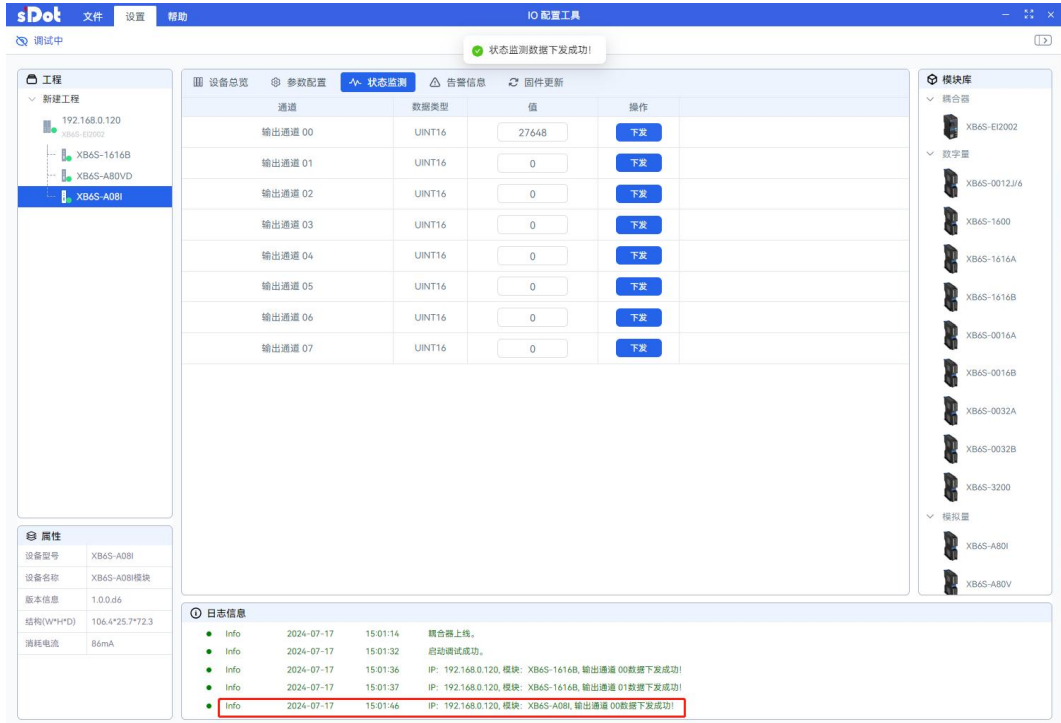 sDot 文件 设置 帮助 IO 配置工具
调试中
状态监测数据下发成功!
工程
新建工程
192.168.0.120
XB6S-EI2002
XB6S-1616B
XB6S-A80VD
XB6S-A08I
设备总览 参数配置 状态监测 告警信息 固件更新
通道 数据类型 值 操作
输出通道 00 UINT16 27648 下发
输出通道 01 UINT16 0 下发
输出通道 02 UINT16 0 下发
输出通道 03 UINT16 0 下发
输出通道 04 UINT16 0 下发
输出通道 05 UINT16 0 下发
输出通道 06 UINT16 0 下发
输出通道 07 UINT16 0 下发
模块库
耦合器
XB6S-EI2002
数字量
XB6S-0012J/6
XB6S-1600
XB6S-1616A
XB6S-1616B
XB6S-0016A
XB6S-0016B
XB6S-0032A
XB6S-0032B
XB6S-3200
模拟量
XB6S-A80I
XB6S-A80V
属性
设备型号 XB6S-A08I
设备名称 XB6S-A08I模块
版本信息 1.0.0.d6
结构(W*H*D) 106.4*25.7*72.3
消耗电流 86mA
日志信息
Info 2024-07-17 15:01:14 耦合器上线。
Info 2024-07-17 15:01:32 启动调试成功。
Info 2024-07-17 15:01:36 IP: 192.168.0.120, 模块: XB6S-1616B, 输出通道 00数据下发成功!
Info 2024-07-17 15:01:37 IP: 192.168.0.120, 模块: XB6S-1616B, 输出通道 01数据下发成功!
Info 2024-07-17 15:01:46 IP: 192.168.0.120, 模块: XB6S-A08I, 输出通道 00数据下发成功!